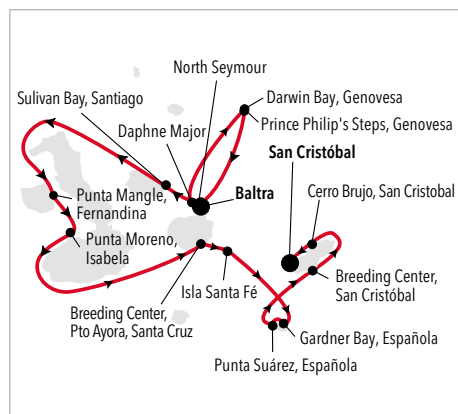 North Seymour
Sulivan Bay, Santiago
Darwin Bay, Genovesa
Daphne Major
Prince Philip's Steps, Genovesa
San Cristóbal
Cerro Brujo, San Cristobal
Baltra
Punta Mangle,
Fernandina
Punta Moreno,
Isabela
Isla Santa Fé
Breeding Center,
San Cristóbal
Breeding Center,
Pto Ayora, Santa Cruz
Gardner Bay, Española
Punta Suárez, Española